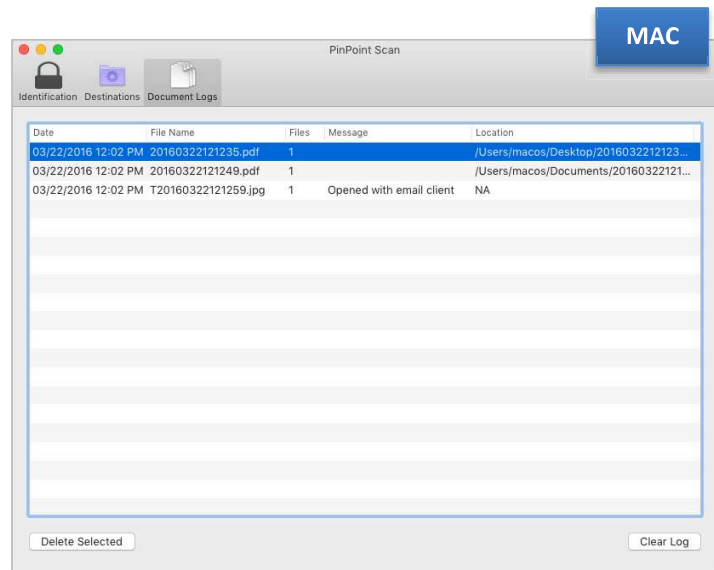 MAC
PinPoint Scan
Identification Destinations Document Logs
Date File Name Files Message Location
03/22/2016 12:02 PM 20160322121235.pdf 1 /Users/macos/Desktop/2016032212123...
03/22/2016 12:02 PM 20160322121249.pdf 1 /Users/macos/Documents/20160322121...
03/22/2016 12:02 PM T20160322121259.jpg 1 Opened with email client NA
Delete Selected Clear Log